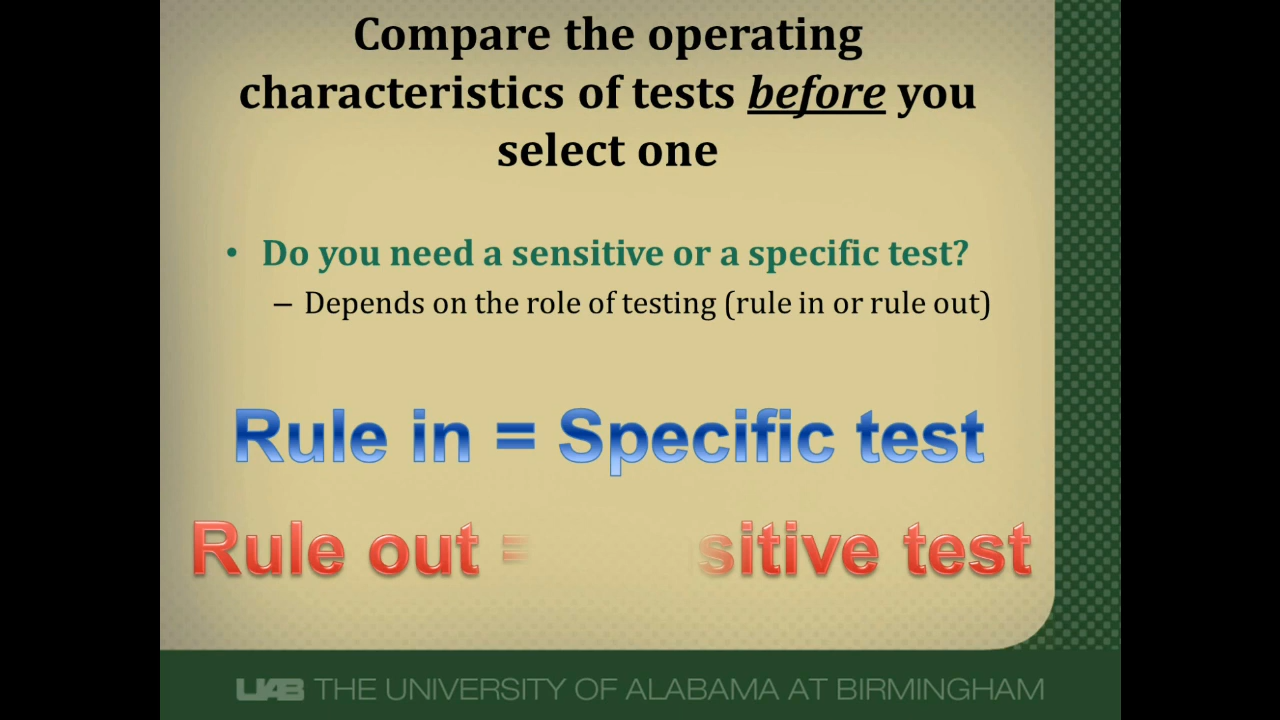 Compare the operating
characteristics of tests before you
select one
• Do you need a sensitive or a specific test?
– Depends on the role of testing (rule in or rule out)
Rule in = Specific test
Rule out = sitive test
UAB THE UNIVERSITY OF ALABAMA AT BIRMINGHAM